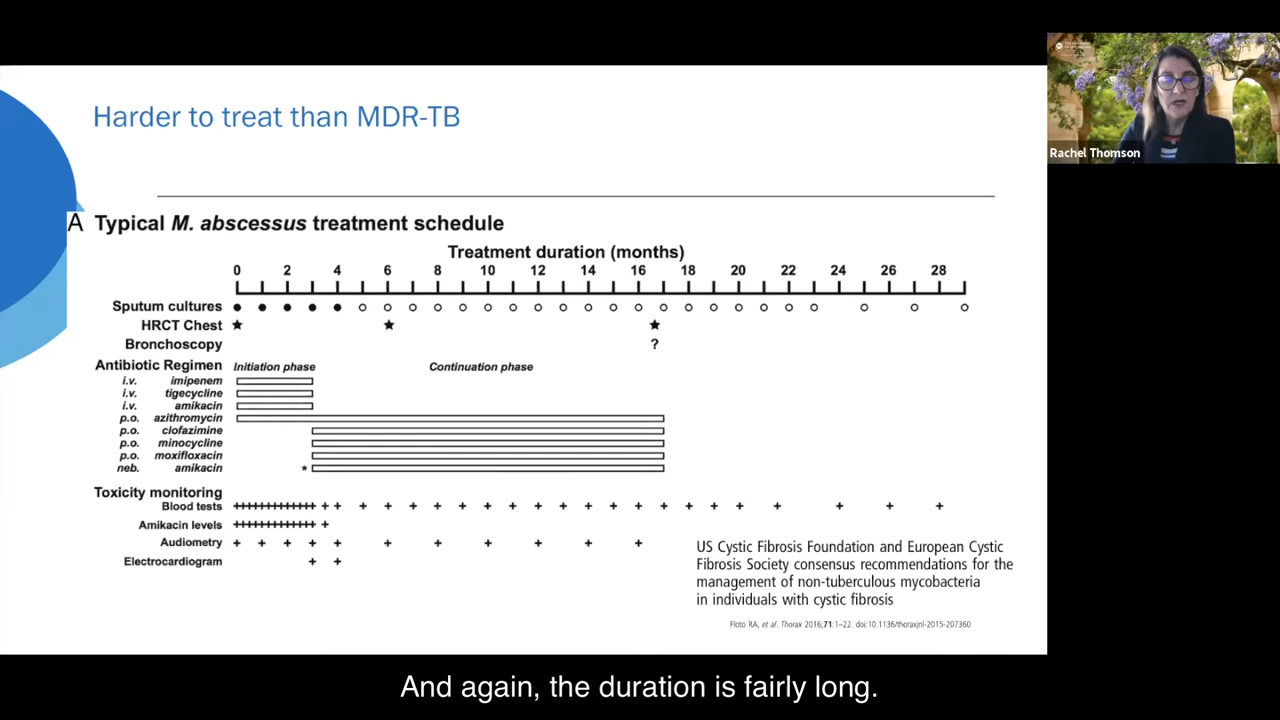 Harder to treat than MDR-TB
Rachel Thomson
A Typical M. abscessus treatment schedule
Treatment duration (months)
0 2 4 6 8 10 12 14 16 18 20 22 24 26 28
Sputum cultures
HRCT Chest
Bronchoscopy ?
Antibiotic Regimen Initiation phase Continuation phase
i.v. imipenem
i.v. tigecycline
i.v. amikacin
p.o. azithromycin
p.o. clofazimine
p.o. minocycline
p.o. moxifloxacin
neb. amikacin *
Toxicity monitoring
Blood tests
Amikacin levels
Audiometry
Electrocardiogram
US Cystic Fibrosis Foundation and European Cystic
Fibrosis Society consensus recommendations for the
management of non-tuberculous mycobacteria
in individuals with cystic fibrosis
Floto RA, et al. Thorax 2016;71:1–22. doi:10.1136/thoraxjnl-2015-207360
And again, the duration is fairly long.